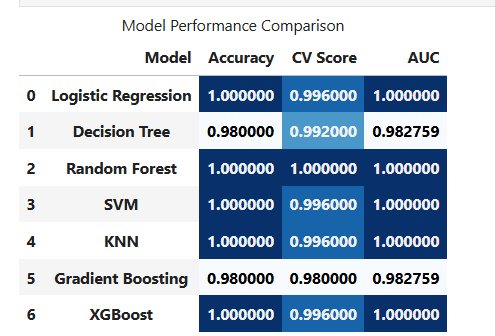 Model Performance Comparison
Model Accuracy CV Score AUC
0 Logistic Regression 1.000000 0.996000 1.000000
1 Decision Tree 0.980000 0.992000 0.982759
2 Random Forest 1.000000 1.000000 1.000000
3 SVM 1.000000 0.996000 1.000000
4 KNN 1.000000 0.996000 1.000000
5 Gradient Boosting 0.980000 0.980000 0.982759
6 XGBoost 1.000000 0.996000 1.000000